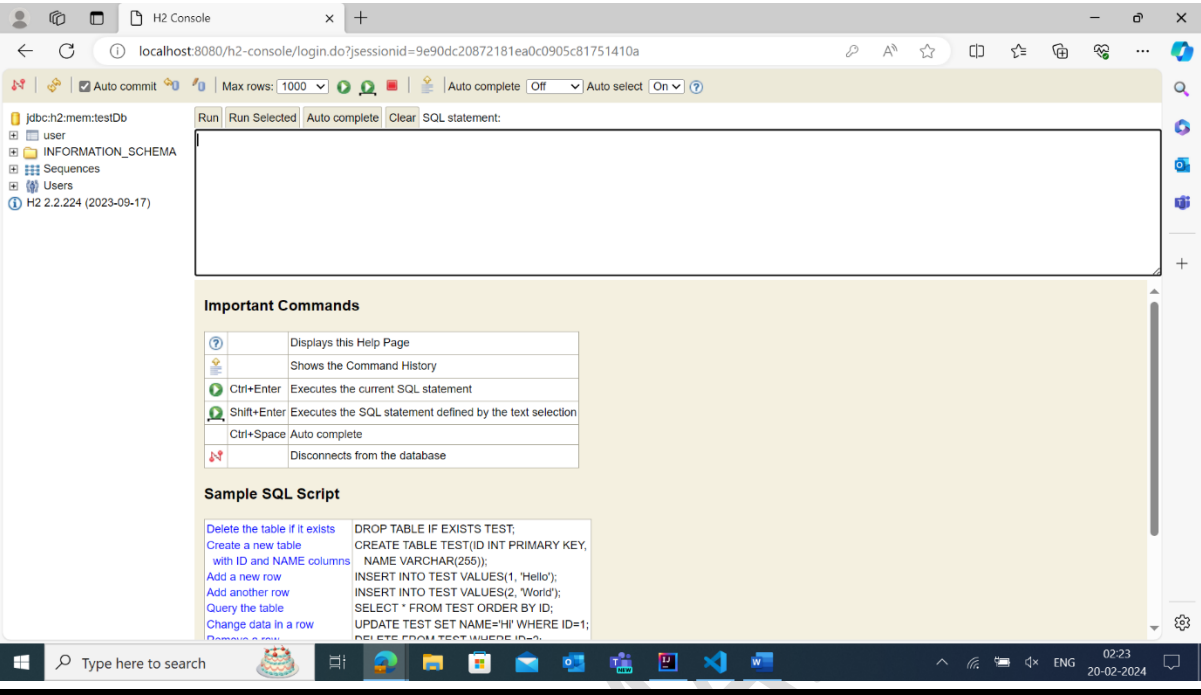 H2 Console
localhost:8080/h2-console/login.do?jsessionid=9e90dc20872181ea0c0905c81751410a
Auto commit Max rows: 1000 Auto complete Off Auto select On
jdbc:h2:mem:testDb
user
INFORMATION_SCHEMA
Sequences
Users
H2 2.2.224 (2023-09-17)
Run Run Selected Auto complete Clear SQL statement:
Important Commands
Displays this Help Page
Shows the Command History
Ctrl+Enter Executes the current SQL statement
Shift+Enter Executes the SQL statement defined by the text selection
Ctrl+Space Auto complete
Disconnects from the database
Sample SQL Script
Delete the table if it exists DROP TABLE IF EXISTS TEST;
Create a new table CREATE TABLE TEST(ID INT PRIMARY KEY,
with ID and NAME columns NAME VARCHAR(255));
Add a new row INSERT INTO TEST VALUES(1, 'Hello');
Add another row INSERT INTO TEST VALUES(2, 'World');
Query the table SELECT * FROM TEST ORDER BY ID;
Change data in a row UPDATE TEST SET NAME='Hi' WHERE ID=1;
Remove a row DELETE FROM TEST WHERE ID=2;
Type here to search
NEW
ENG
02:23
20-02-2024